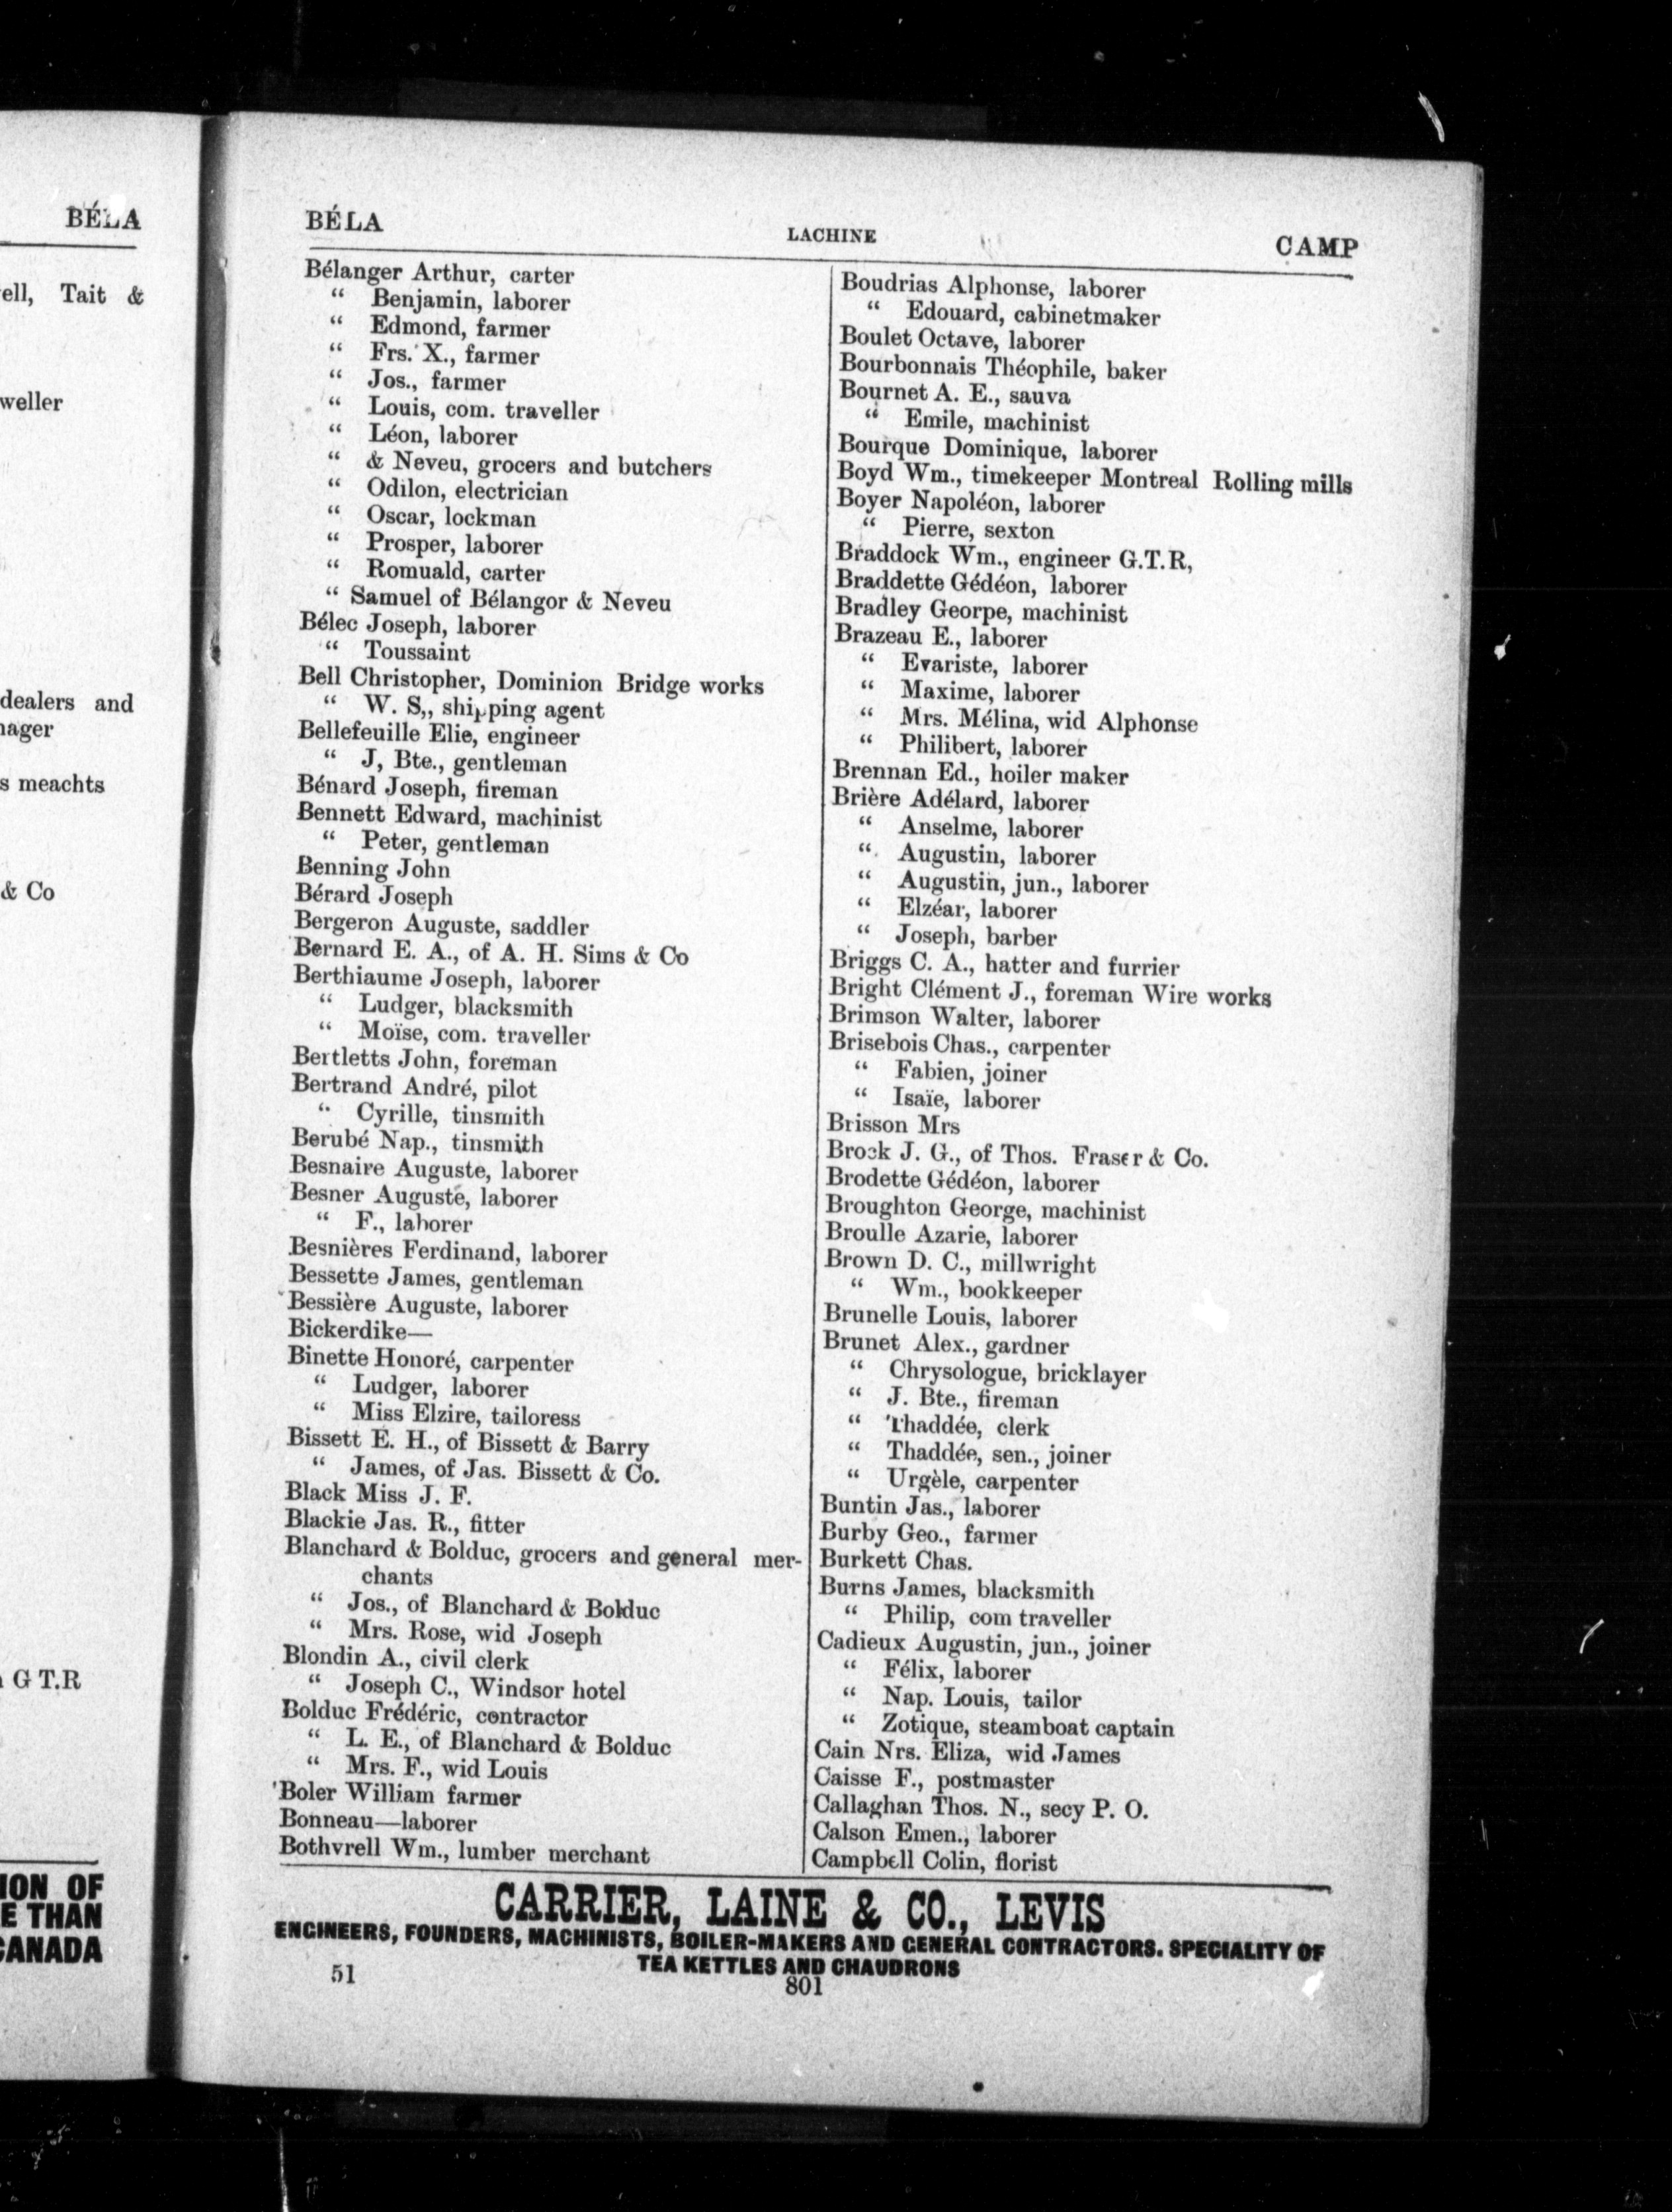 BÉLA
ell, Tait &
weller
dealers and
ager
s meachts
& Co
G T.R
ION OF
E THAN
CANADA
BÉLA
LACHINE
CAMP
Bélanger Arthur, carter
“ Benjamin, laborer
“ Edmond, farmer
“ Frs. X., farmer
“ Jos., farmer
“ Louis, com. traveller
“ Léon, laborer
“ & Neveu, grocers and butchers
“ Odilon, electrician
“ Oscar, lockman
“ Prosper, laborer
“ Romuald, carter
“ Samuel of Bélangor & Neveu
Bélec Joseph, laborer
“ Toussaint
Bell Christopher, Dominion Bridge works
“ W. S,, shipping agent
Bellefeuille Elie, engineer
“ J, Bte., gentleman
Bénard Joseph, fireman
Bennett Edward, machinist
“ Peter, gentleman
Benning John
Bérard Joseph
Bergeron Auguste, saddler
Bernard E. A., of A. H. Sims & Co
Berthiaume Joseph, laborer
“ Ludger, blacksmith
“ Moïse, com. traveller
Bertletts John, foreman
Bertrand André, pilot
“ Cyrille, tinsmith
Berubé Nap., tinsmith
Besnaire Auguste, laborer
Besner Auguste, laborer
“ F., laborer
Besnières Ferdinand, laborer
Bessette James, gentleman
Bessière Auguste, laborer
Bickerdike—
Binette Honoré, carpenter
“ Ludger, laborer
“ Miss Elzire, tailoress
Bissett E. H., of Bissett & Barry
“ James, of Jas. Bissett & Co.
Black Miss J. F.
Blackie Jas. R., fitter
Blanchard & Bolduc, grocers and general mer-
chants
“ Jos., of Blanchard & Bolduc
“ Mrs. Rose, wid Joseph
Blondin A., civil clerk
“ Joseph C., Windsor hotel
Bolduc Frédéric, contractor
“ L. E., of Blanchard & Bolduc
“ Mrs. F., wid Louis
Boler William farmer
Bonneau—laborer
Bothvrell Wm., lumber merchant
Boudrias Alphonse, laborer
“ Edouard, cabinetmaker
Boulet Octave, laborer
Bourbonnais Théophile, baker
Bournet A. E., sauva
“ Emile, machinist
Bourque Dominique, laborer
Boyd Wm., timekeeper Montreal Rolling mills
Boyer Napoléon, laborer
“ Pierre, sexton
Braddock Wm., engineer G.T.R,
Braddette Gédéon, laborer
Bradley Georpe, machinist
Brazeau E., laborer
“ Evariste, laborer
“ Maxime, laborer
“ Mrs. Mélina, wid Alphonse
“ Philibert, laborer
Brennan Ed., hoiler maker
Brière Adélard, laborer
“ Anselme, laborer
“ Augustin, laborer
“ Augustin, jun., laborer
“ Elzéar, laborer
“ Joseph, barber
Briggs C. A., hatter and furrier
Bright Clément J., foreman Wire works
Brimson Walter, laborer
Brisebois Chas., carpenter
“ Fabien, joiner
“ Isaïe, laborer
Brisson Mrs
Brock J. G., of Thos. Fraser & Co.
Brodette Gédéon, laborer
Broughton George, machinist
Broulle Azarie, laborer
Brown D. C., millwright
“ Wm., bookkeeper
Brunelle Louis, laborer
Brunet Alex., gardner
“ Chrysologue, bricklayer
“ J. Bte., fireman
“ Thaddée, clerk
“ Thaddée, sen., joiner
“ Urgèle, carpenter
Buntin Jas., laborer
Burby Geo., farmer
Burkett Chas.
Burns James, blacksmith
“ Philip, com traveller
Cadieux Augustin, jun., joiner
“ Félix, laborer
“ Nap. Louis, tailor
“ Zotique, steamboat captain
Cain Nrs. Eliza, wid James
Caisse F., postmaster
Callaghan Thos. N., secy P. O.
Calson Emen., laborer
Campbell Colin, florist
CARRIER, LAINE & CO., LEVIS
ENGINEERS, FOUNDERS, MACHINISTS, BOILER-MAKERS AND GENERAL CONTRACTORS. SPECIALITY OF
TEA KETTLES AND CHAUDRONS
51
801